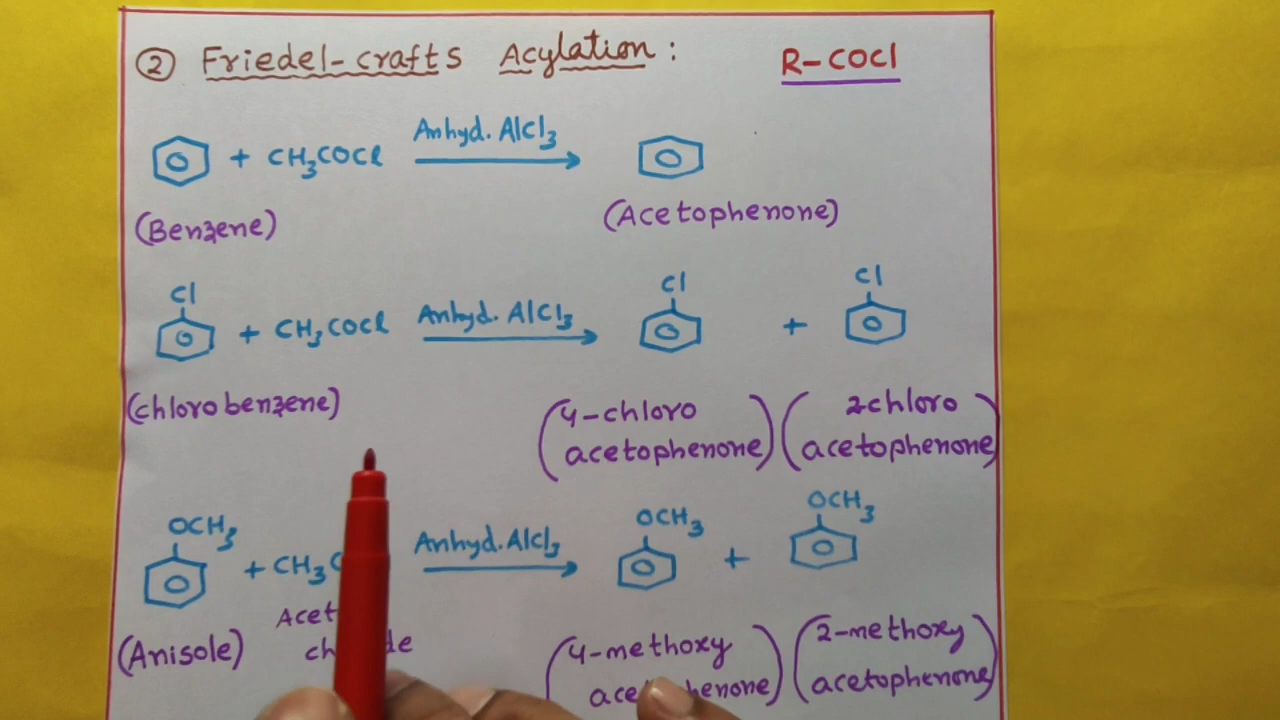 ② Friedel-crafts Acylation : R-COCl
+ CH₃COCl Anhyd. AlCl₃
(Benzene) (Acetophenone)
Cl Cl Cl
+ CH₃COCl Anhyd. AlCl₃ +
(chlorobenzene)
(4-chloro acetophenone) (2chloro acetophenone)
OCH₃ OCH₃ OCH₃
+ CH₃ Anhyd. AlCl₃ +
(Anisole)
(4-methoxy (2-methoxy
acetophenone)